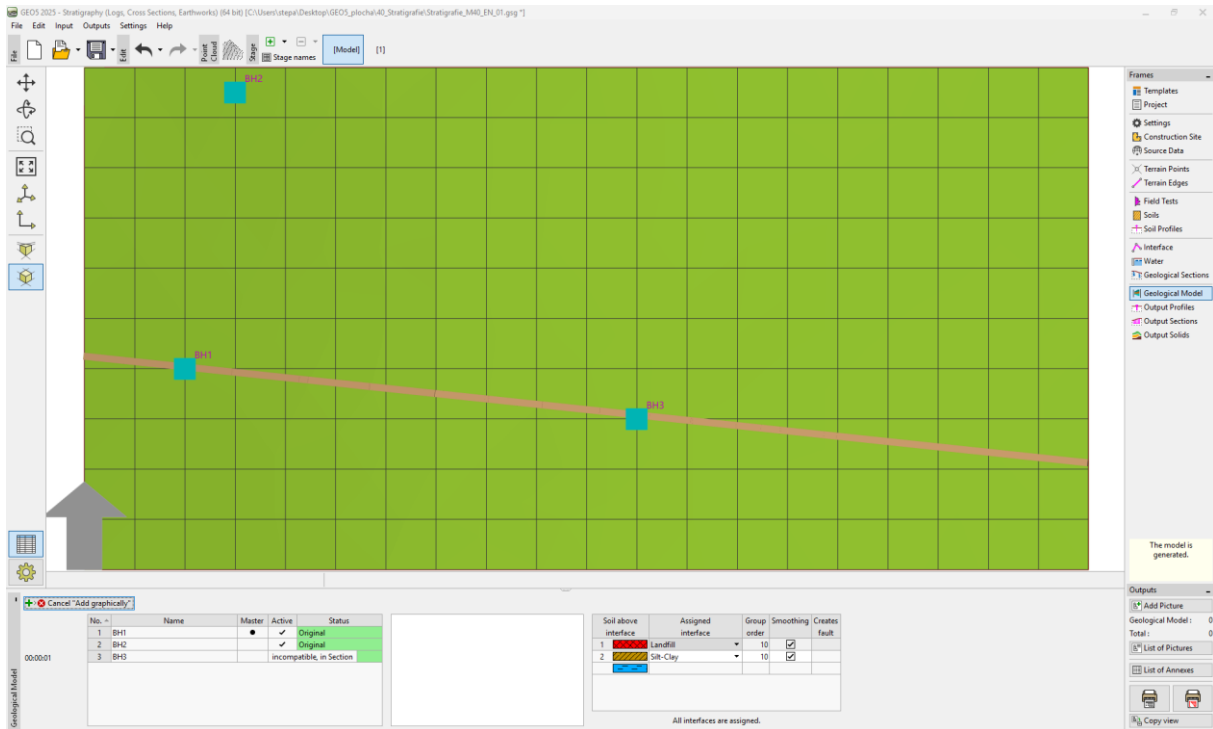 GEO5 2025 - Stratigraphy (Logs, Cross Sections, Earthworks) (64 bit) [C:\Users\stepa\Desktop\GEO5_plocha\40_Stratigrafie\Stratigrafie_M40_EN_01.gsg *]
File Edit Input Outputs Settings Help
File
Edit
Point Cloud
Stage
Stage names
[Model] [1]
BH2
BH1
BH3
Frames
Templates
Project
Settings
Construction Site
Source Data
Terrain Points
Terrain Edges
Field Tests
Soils
Soil Profiles
Interface
Water
Geological Sections
Geological Model
Output Profiles
Output Sections
Output Solids
The model is
generated.
Outputs
Add Picture
Geological Model : 0
Total : 0
List of Pictures
List of Annexes
Copy view
Geological Model
Cancel "Add graphically"
00:00:01
No. Name Master Active Status
1 BH1 Original
2 BH2 Original
3 BH3 incompatible, in Section
Soil above Assigned Group Smoothing Creates
interface interface order fault
1 Landfill 10
2 Silt-Clay 10
All interfaces are assigned.